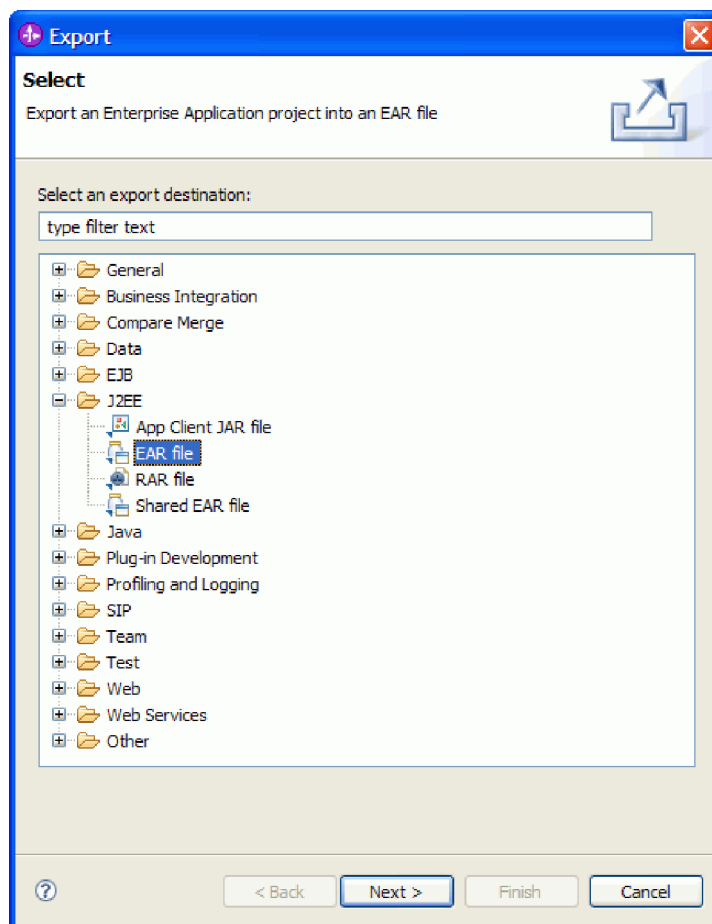 Export
Select
Export an Enterprise Application project into an EAR file
Select an export destination:
type filter text
General
Business Integration
Compare Merge
Data
EJB
J2EE
App Client JAR file
EAR file
RAR file
Shared EAR file
Java
Plug-in Development
Profiling and Logging
SIP
Team
Test
Web
Web Services
Other
< Back Next > Finish Cancel